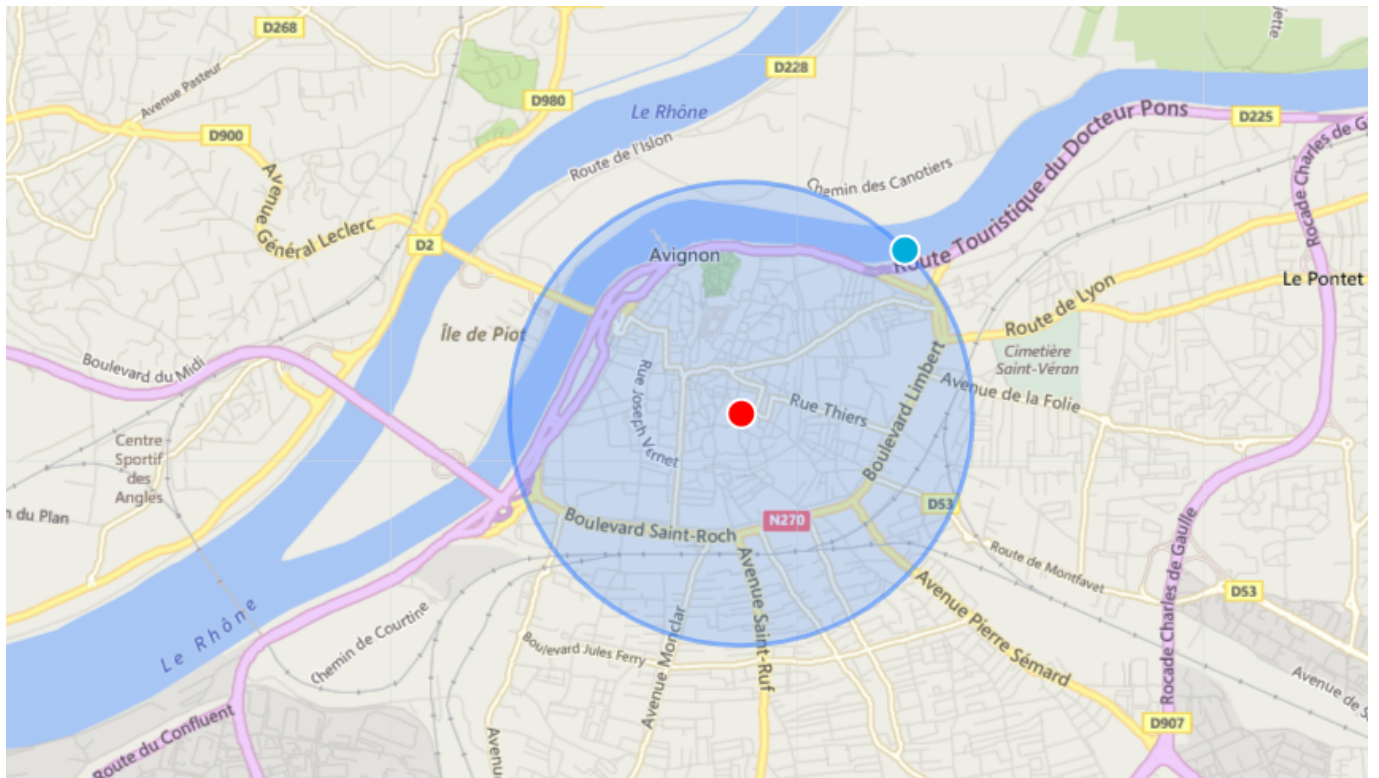 D268
jette
D228
Avenue Pasteur
D980
Le Rhône
Route Touristique du Docteur Pons
D225
D900
Route de l'Islon
Chemin des Canotiers
Rocade Charles de G
Avenue Général Leclerc
D2
Avignon
Le Pontet
Route de Lyon
Île de Piot
Cimetière
Saint-Véran
Boulevard du Midi
Rue Joseph Vernet
Rue Thiers
Boulevard Limbert
Avenue de la Folie
Centre
Sportif
des
Angles
n du Plan
Boulevard Saint-Roch
N270
D53
Rocade Charles de Gaulle
Route de Montfavet
Avenue Saint-Ruf
Avenue Pierre Sémard
D53
Le Rhône
Chemin de Courtine
Boulevard Jules Ferry
Avenue Monclar
Avenue de S
Route du Confluent
Avenu
D907